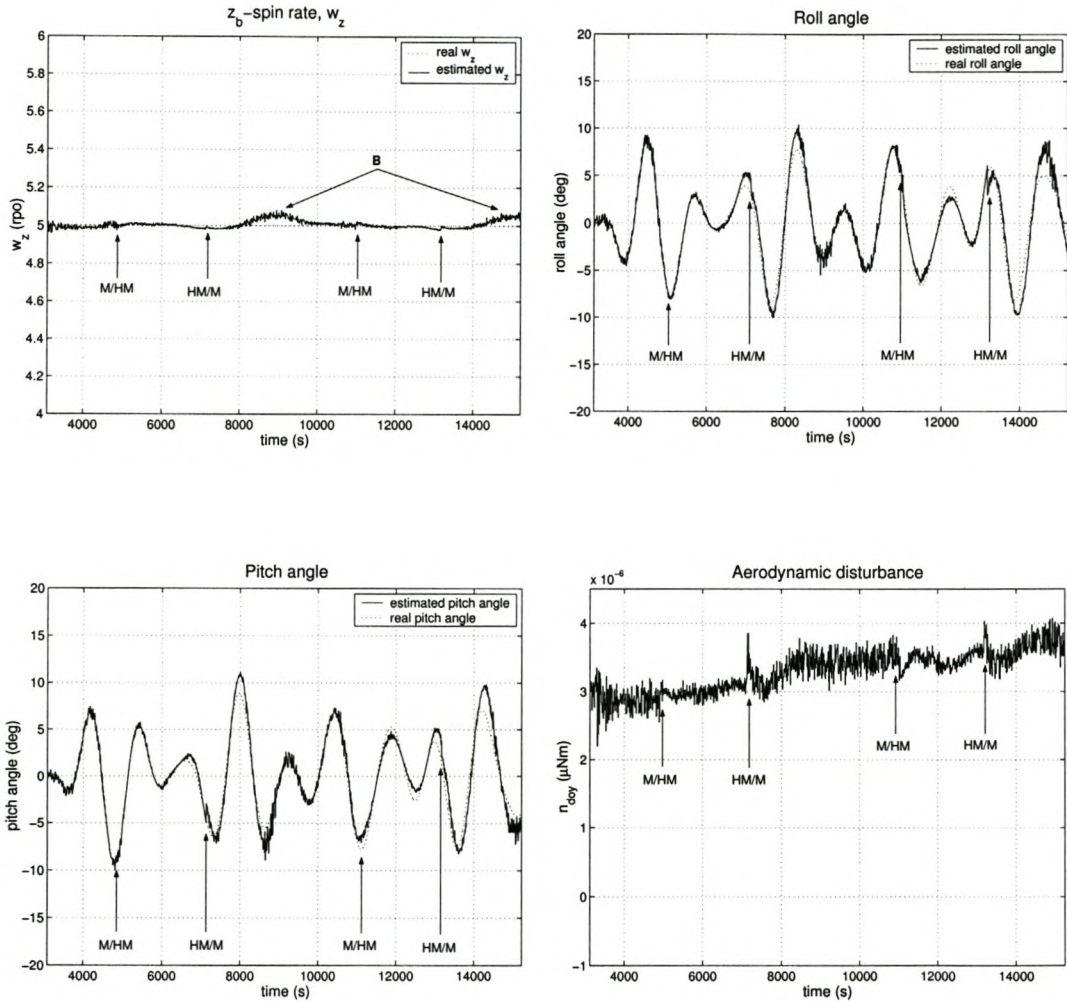 z_b-spin rate, w_z
6
5.8
5.6
5.4
5.2
5
4.8
4.6
4.4
4.2
4
w_z (rpo)
real w_z
estimated w_z
B
M/HM
HM/M
M/HM
HM/M
4000 6000 8000 10000 12000 14000
time (s)
Roll angle
20
15
10
5
0
−5
−10
−15
−20
roll angle (deg)
estimated roll angle
real roll angle
M/HM
HM/M
M/HM
HM/M
4000 6000 8000 10000 12000 14000
time (s)
Pitch angle
20
15
10
5
0
−5
−10
−15
−20
pitch angle (deg)
estimated pitch angle
real pitch angle
M/HM
HM/M
M/HM
HM/M
4000 6000 8000 10000 12000 14000
time (s)
Aerodynamic disturbance
x 10^-6
4
4
3
2
1
0
−1
n_doy (μNm)
M/HM
HM/M
M/HM
HM/M
4000 6000 8000 10000 12000 14000
time (s)